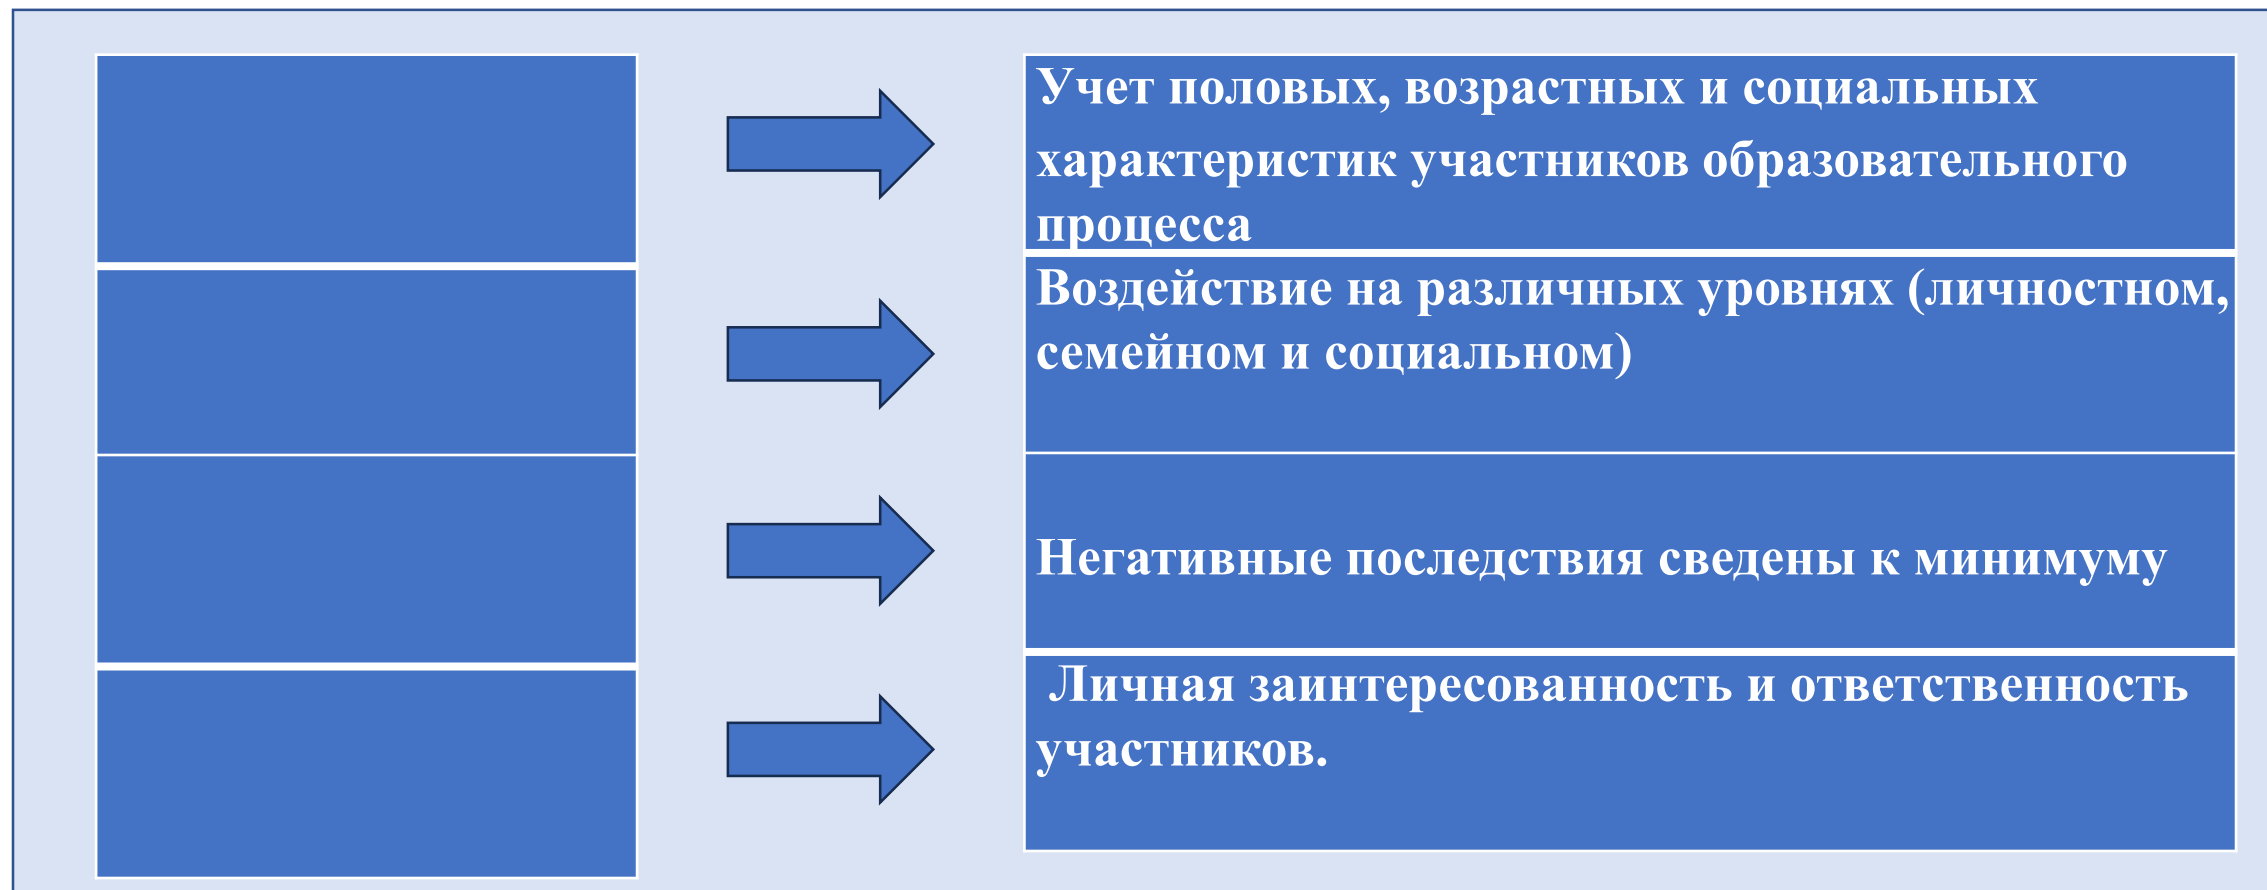 Учет половых, возрастных и социальных
характеристик участников образовательного
процесса
Воздействие на различных уровнях (личностном,
семейном и социальном)
Негативные последствия сведены к минимуму
Личная заинтересованность и ответственность
участников.